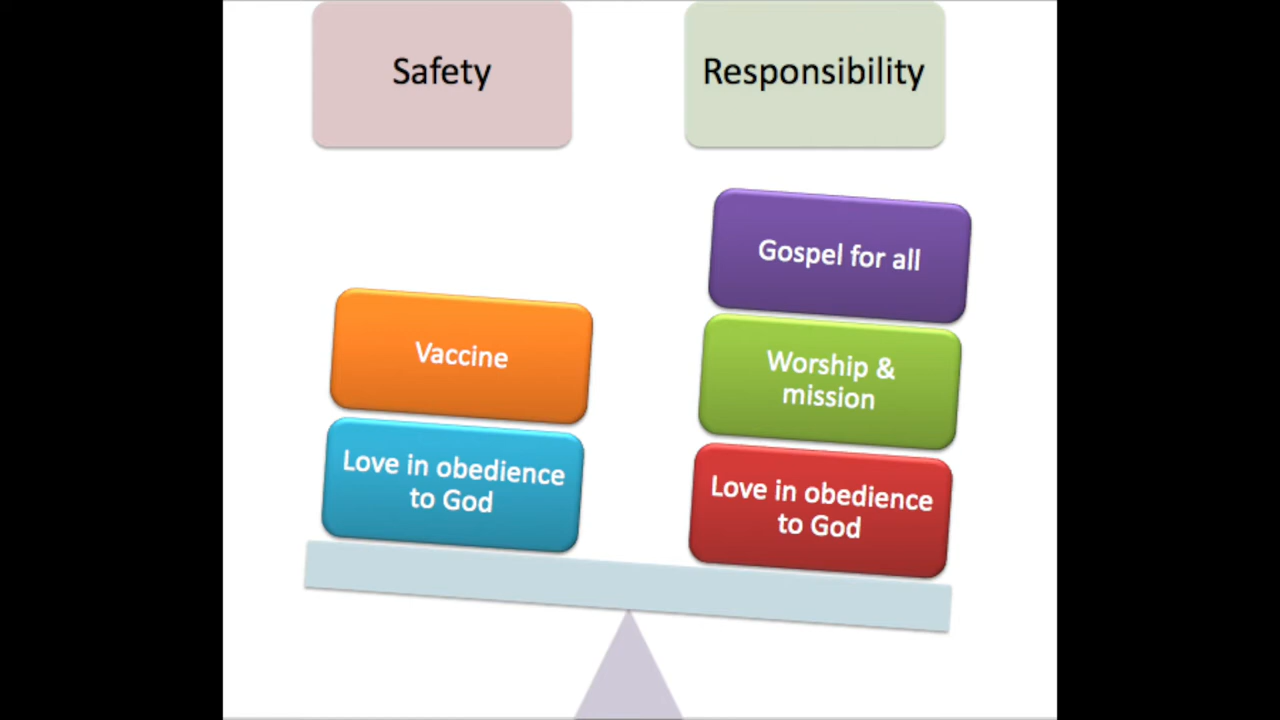 Safety
Responsibility
Gospel for all
Vaccine
Worship &
mission
Love in obedience
to God
Love in obedience
to God